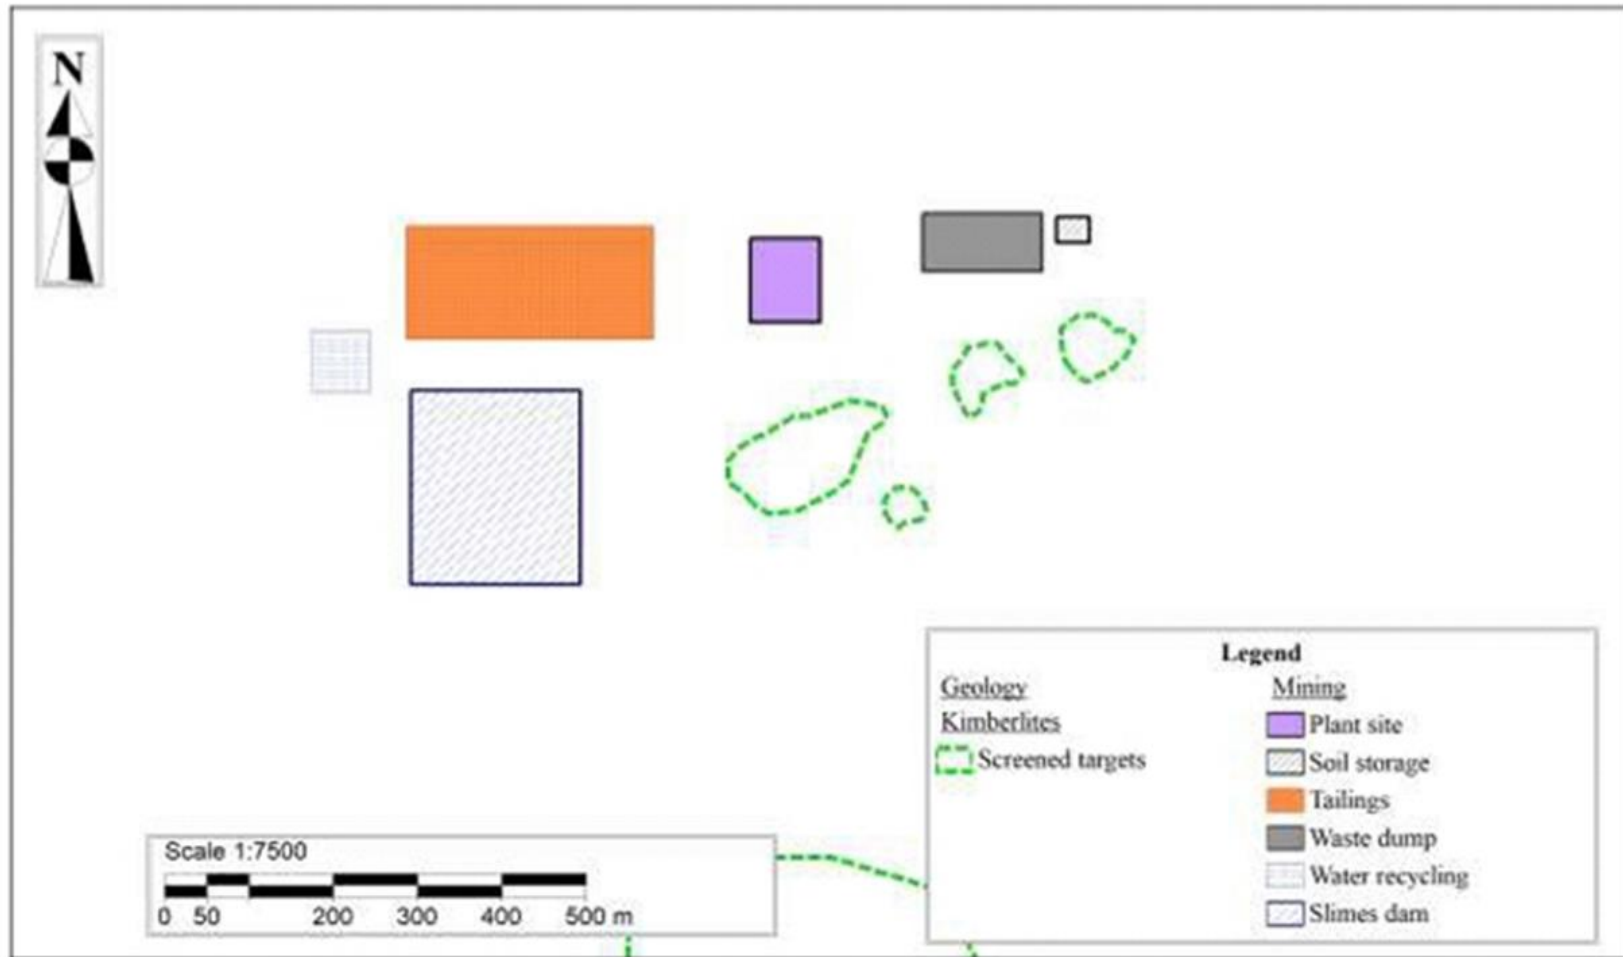 N
Legend
Geology
Mining
Kimberlites
Plant site
Screened targets
Soil storage
Tailings
Waste dump
Water recycling
Slimes dam
Scale 1:7500
0 50 200 300 400 500 m